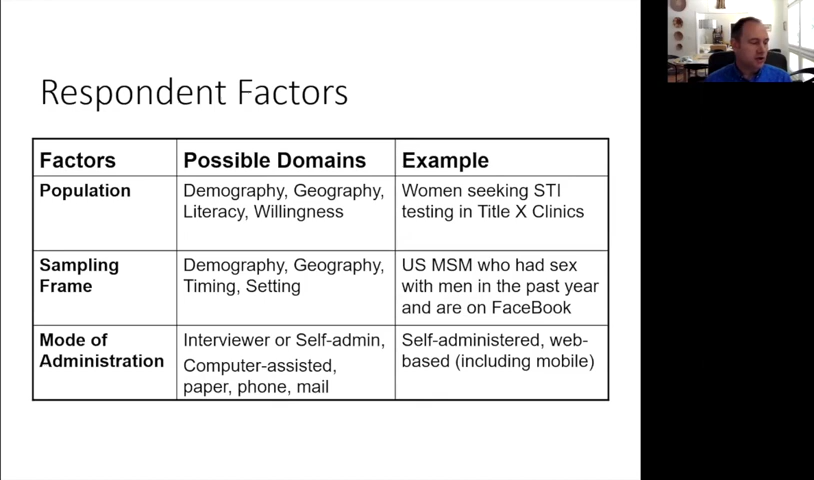 Respondent Factors
Factors
Possible Domains
Example
Population
Demography, Geography,
Literacy, Willingness
Women seeking STI
testing in Title X Clinics
Sampling
Frame
Demography, Geography,
Timing, Setting
US MSM who had sex
with men in the past year
and are on FaceBook
Mode of
Administration
Interviewer or Self-admin,
Computer-assisted,
paper, phone, mail
Self-administered, web-
based (including mobile)